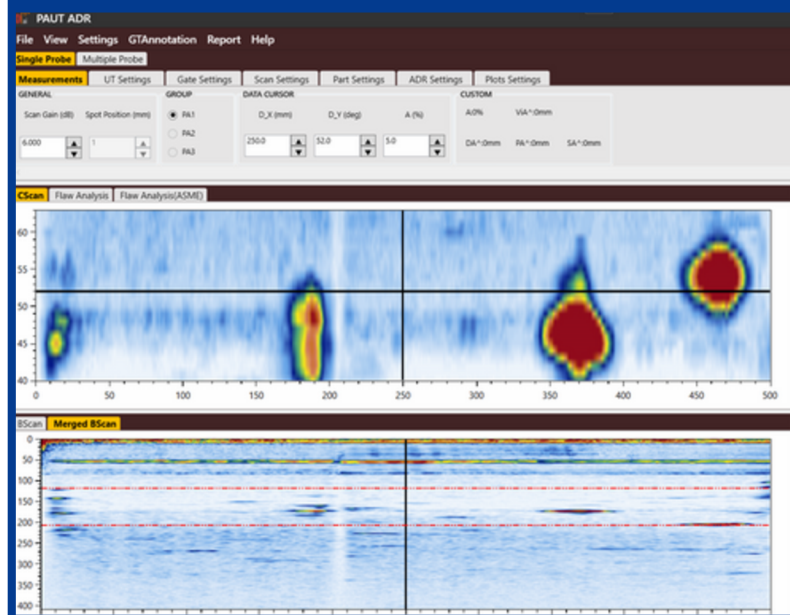 PAUT ADR
File View Settings GTAnnotation Report Help
Single Probe Multiple Probe
Measurements UT Settings Gate Settings Scan Settings Part Settings ADR Settings Plots Settings
GENERAL GROUP DATA CURSOR CUSTOM
Scan Gain (dB) Spot Position (mm) PA1 D_X (mm) D_Y (deg) A (%) A:0% ViA^:0mm
6.000 1 PA2 250.0 52.0 5.0
PA3 DA^:0mm PA^:0mm SA^:0mm
CScan Flaw Analysis Flaw Analysis(ASME)
60
55
50
45
40
0 50 100 150 200 250 300 350 400 450 500
BScan Merged BScan
0
50
100
150
200
250
300
350
400